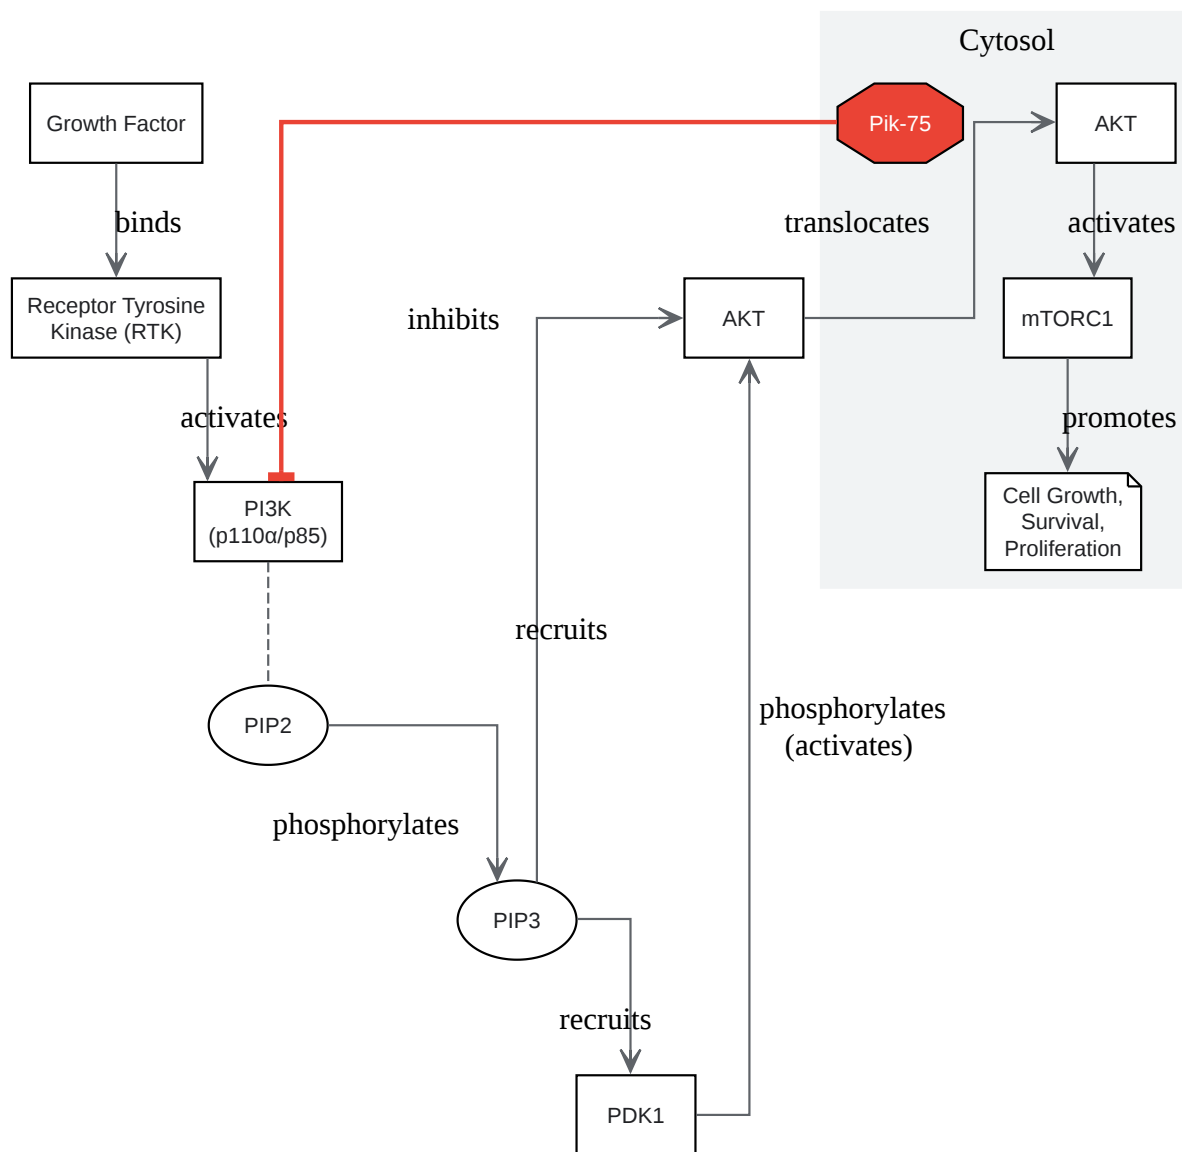 Cytosol
Growth Factor
Pik-75
AKT
binds
translocates
activates
Receptor Tyrosine
Kinase (RTK)
inhibits
AKT
mTORC1
activates
promotes
PI3K
(p110α/p85)
Cell Growth,
Survival,
Proliferation
recruits
PIP2
phosphorylates
(activates)
phosphorylates
PIP3
recruits
PDK1